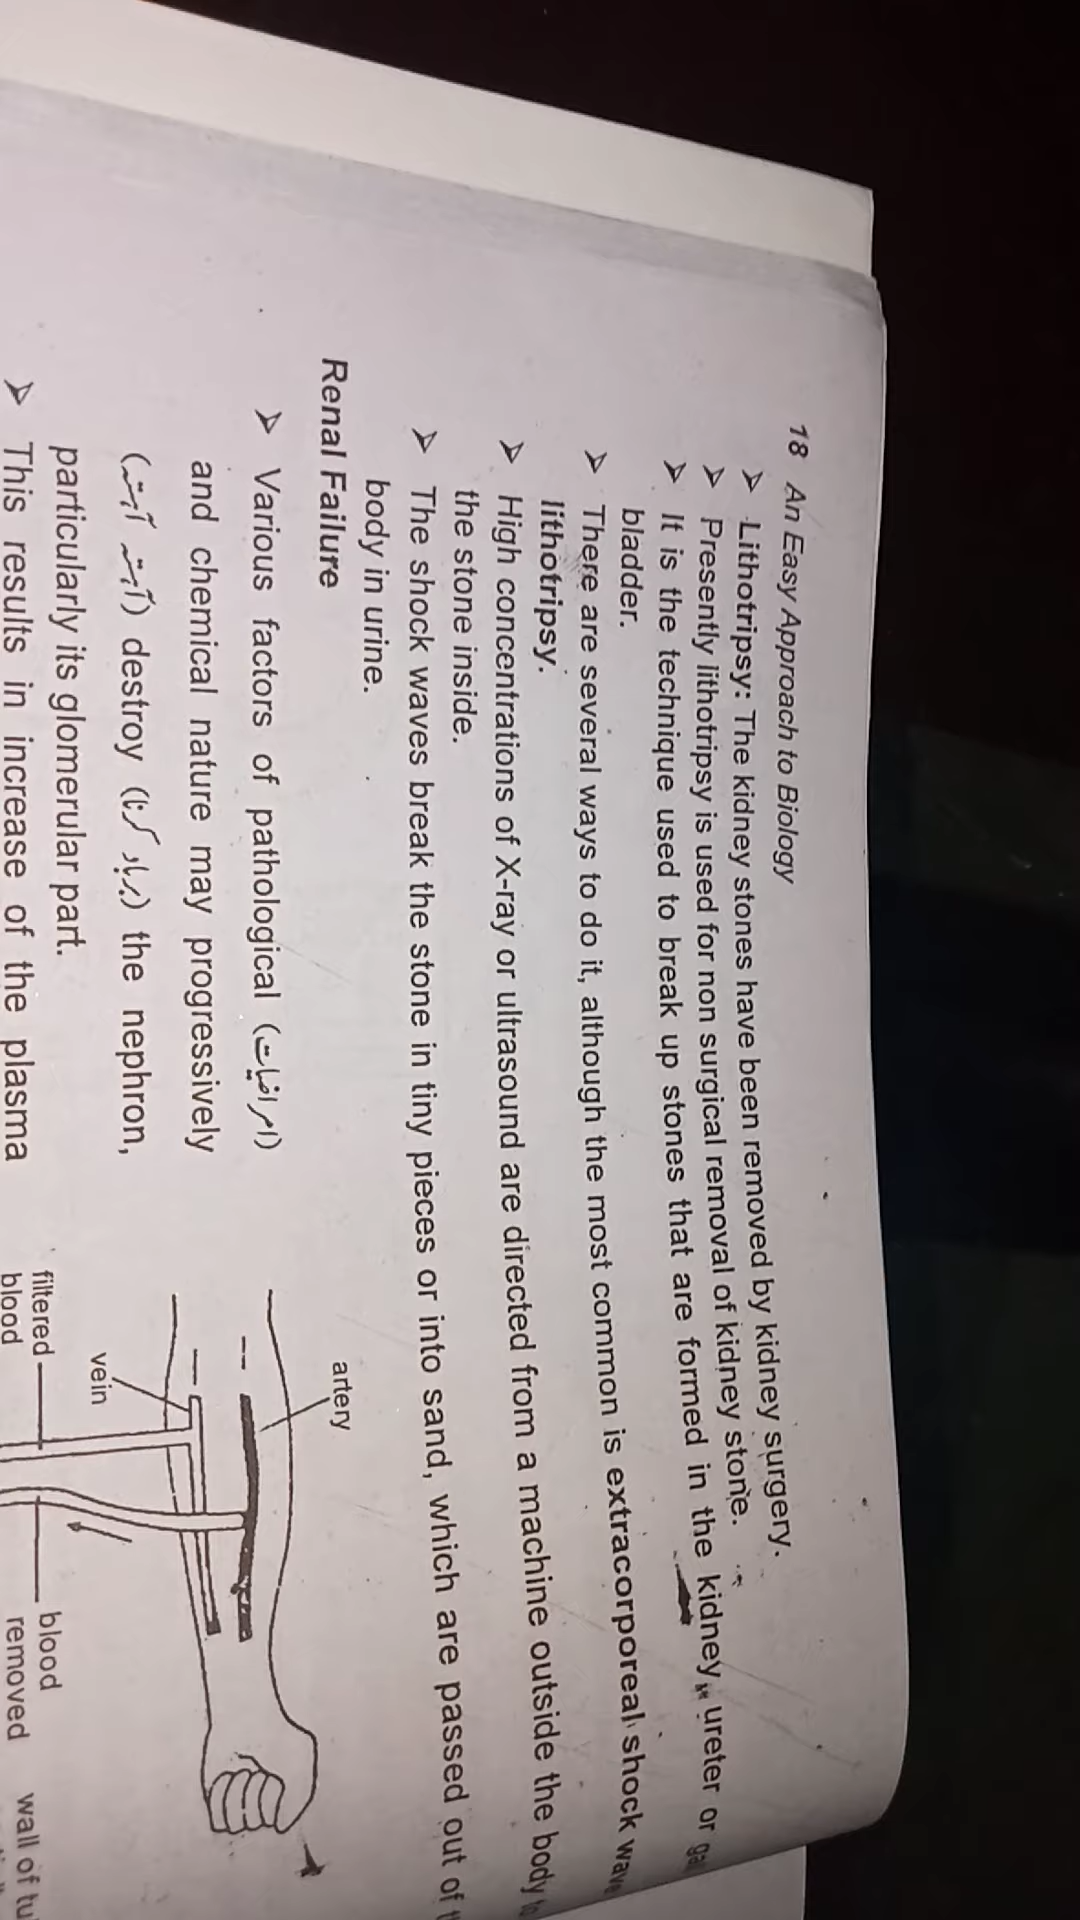 18 An Easy Approach to Biology
➢ Lithotripsy: The kidney stones have been removed by kidney surgery.
➢ Presently lithotripsy is used for non surgical removal of kidney stone.
➢ It is the technique used to break up stones that are formed in the kidney, ureter or
bladder.
➢ There are several ways to do it, although the most common is extracorporeal shock wave
lithotripsy.
➢ High concentrations of X-ray or ultrasound are directed from a machine outside the body to
the stone inside.
➢ The shock waves break the stone in tiny pieces or into sand, which are passed out of
body in urine.
Renal Failure
➢ Various factors of pathological (امراضیات)
and chemical nature may progressively
(آہستہ آہستہ) destroy (برباد کرنا) the nephron,
particularly its glomerular part.
➢ This results in increase of the plasma
artery
vein
filtered
blood
blood
removed
wall of